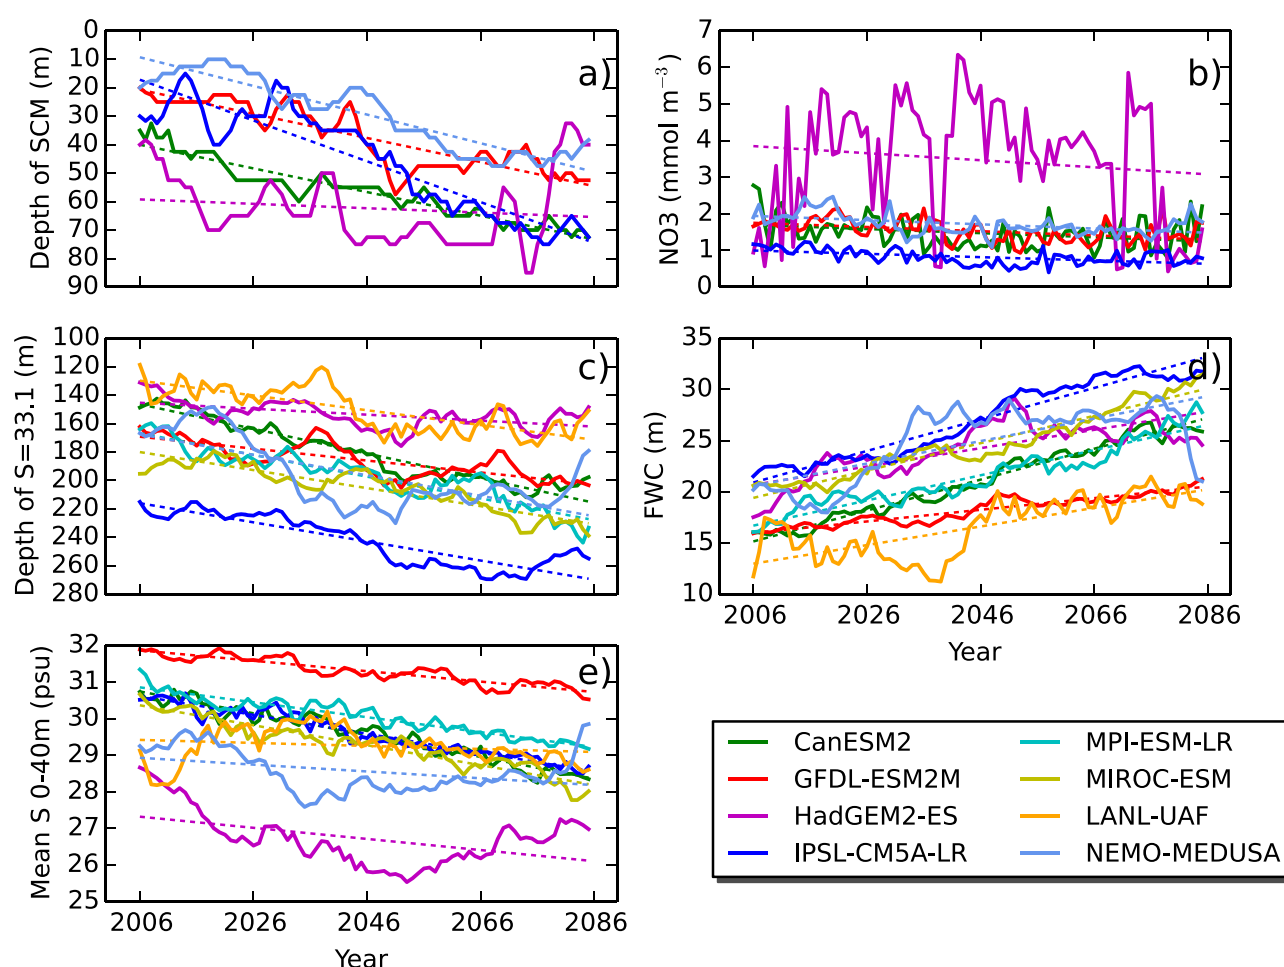 0
10
20
30
40
50
60
70
80
90
Depth of SCM (m)
a)
7
6
5
4
3
2
1
0
NO3 (mmol m⁻³)
b)
100
120
140
160
180
200
220
240
260
280
Depth of S=33.1 (m)
c)
35
30
25
20
15
10
FWC (m)
d)
2006 2026 2046 2066 2086
Year
32
31
30
29
28
27
26
25
Mean S 0-40m (psu)
e)
2006 2026 2046 2066 2086
Year
CanESM2
GFDL-ESM2M
HadGEM2-ES
IPSL-CM5A-LR
MPI-ESM-LR
MIROC-ESM
LANL-UAF
NEMO-MEDUSA